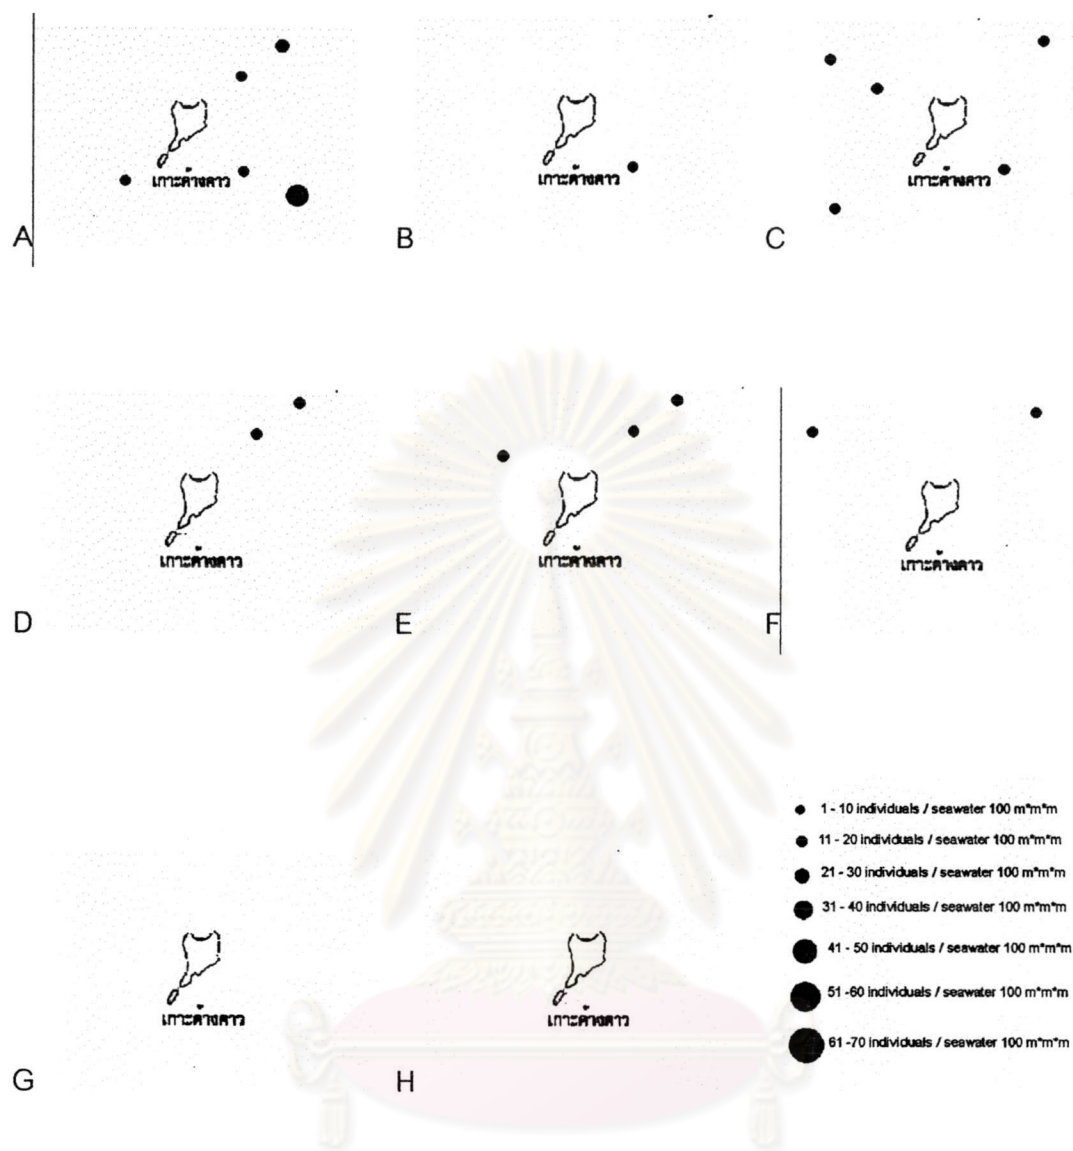 เกาะค้างคาว
A
เกาะค้างคาว
B
เกาะค้างคาว
C
เกาะค้างคาว
D
เกาะค้างคาว
E
เกาะค้างคาว
F
เกาะค้างคาว
G
เกาะค้างคาว
H
1 - 10 individuals / seawater 100 m*m*m
11 - 20 individuals / seawater 100 m*m*m
21 - 30 individuals / seawater 100 m*m*m
31 - 40 individuals / seawater 100 m*m*m
41 - 50 individuals / seawater 100 m*m*m
51 -60 individuals / seawater 100 m*m*m
61 -70 individuals / seawater 100 m*m*m